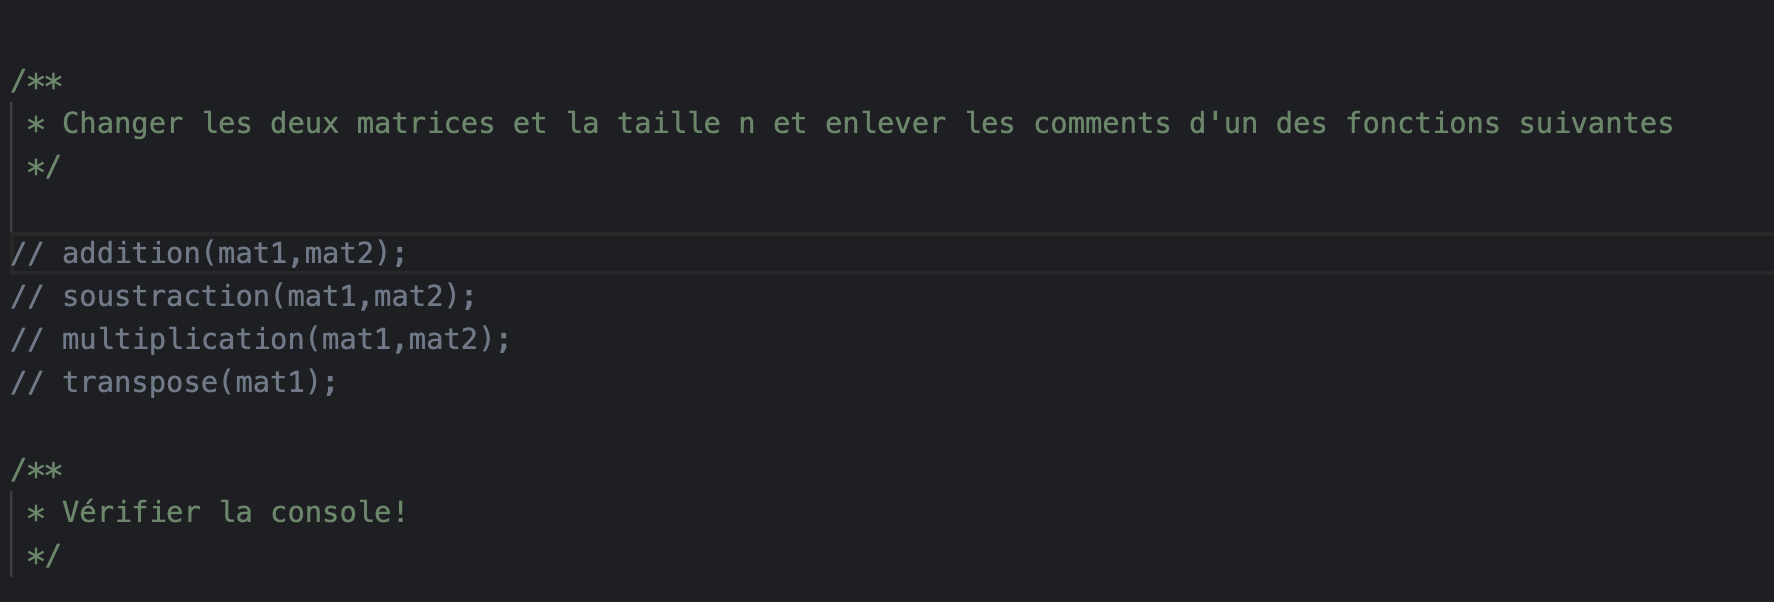 /**
* Changer les deux matrices et la taille n et enlever les comments d'un des fonctions suivantes
*/
// addition(mat1,mat2);
// soustraction(mat1,mat2);
// multiplication(mat1,mat2);
// transpose(mat1);
/**
* Vérifier la console!
*/